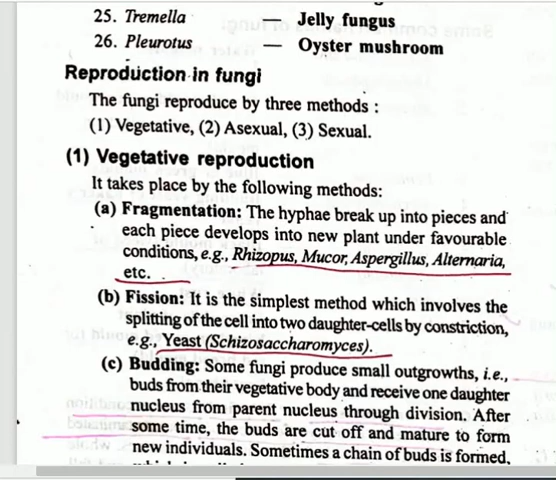 25. Tremella — Jelly fungus
26. Pleurotus — Oyster mushroom
Reproduction in fungi
The fungi reproduce by three methods :
(1) Vegetative, (2) Asexual, (3) Sexual.
(1) Vegetative reproduction
It takes place by the following methods:
(a) Fragmentation: The hyphae break up into pieces and
each piece develops into new plant under favourable
conditions, e.g., Rhizopus, Mucor, Aspergillus, Alternaria,
etc.
(b) Fission: It is the simplest method which involves the
splitting of the cell into two daughter-cells by constriction,
e.g., Yeast (Schizosaccharomyces).
(c) Budding: Some fungi produce small outgrowths, i.e.,
buds from their vegetative body and receive one daughter
nucleus from parent nucleus through division. After
some time, the buds are cut off and mature to form
new individuals. Sometimes a chain of buds is formed,